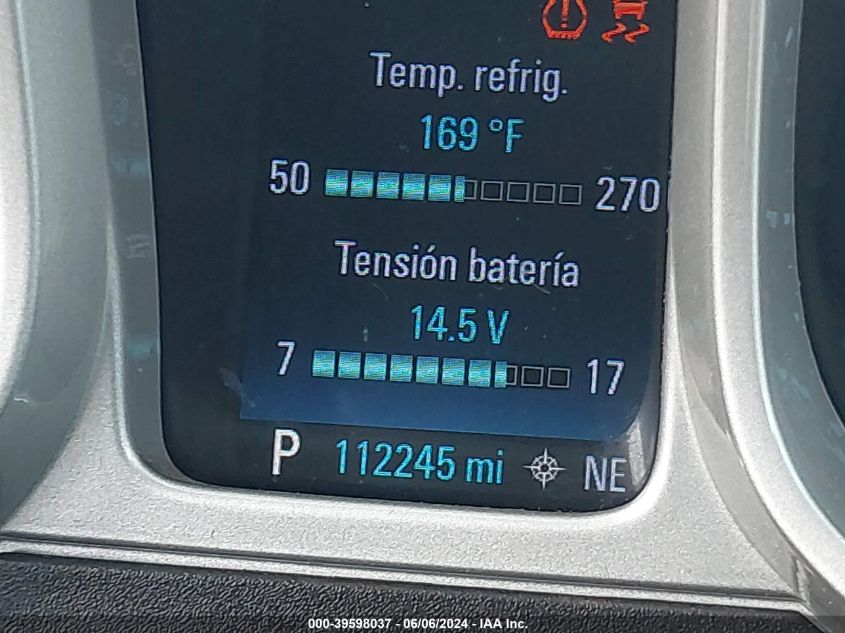 Temp. refrig.
169 °F
50 270
Tensión batería
14.5 V
7 17
P 112245 mi NE
000-39598037 - 06/06/2024 - IAA Inc.